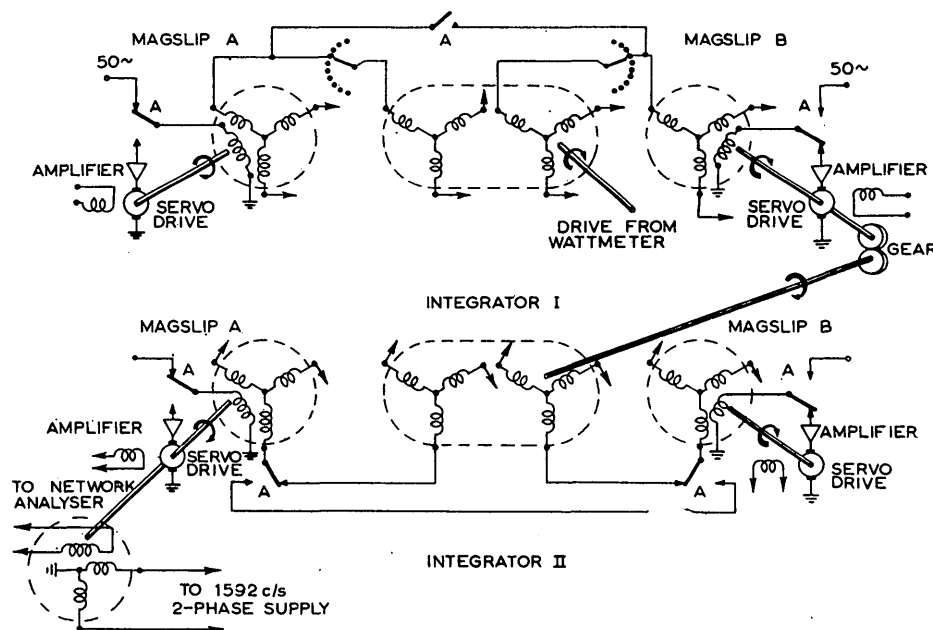 MAGSLIP A
A
MAGSLIP B
50~
50~
A
A
AMPLIFIER
AMPLIFIER
SERVO
DRIVE
DRIVE FROM
WATTMETER
SERVO
DRIVE
GEAR
INTEGRATOR I
MAGSLIP A
MAGSLIP B
A
A
AMPLIFIER
AMPLIFIER
SERVO
DRIVE
SERVO
DRIVE
TO NETWORK
ANALYSER
A
A
INTEGRATOR II
TO 1592 c/s
2-PHASE SUPPLY